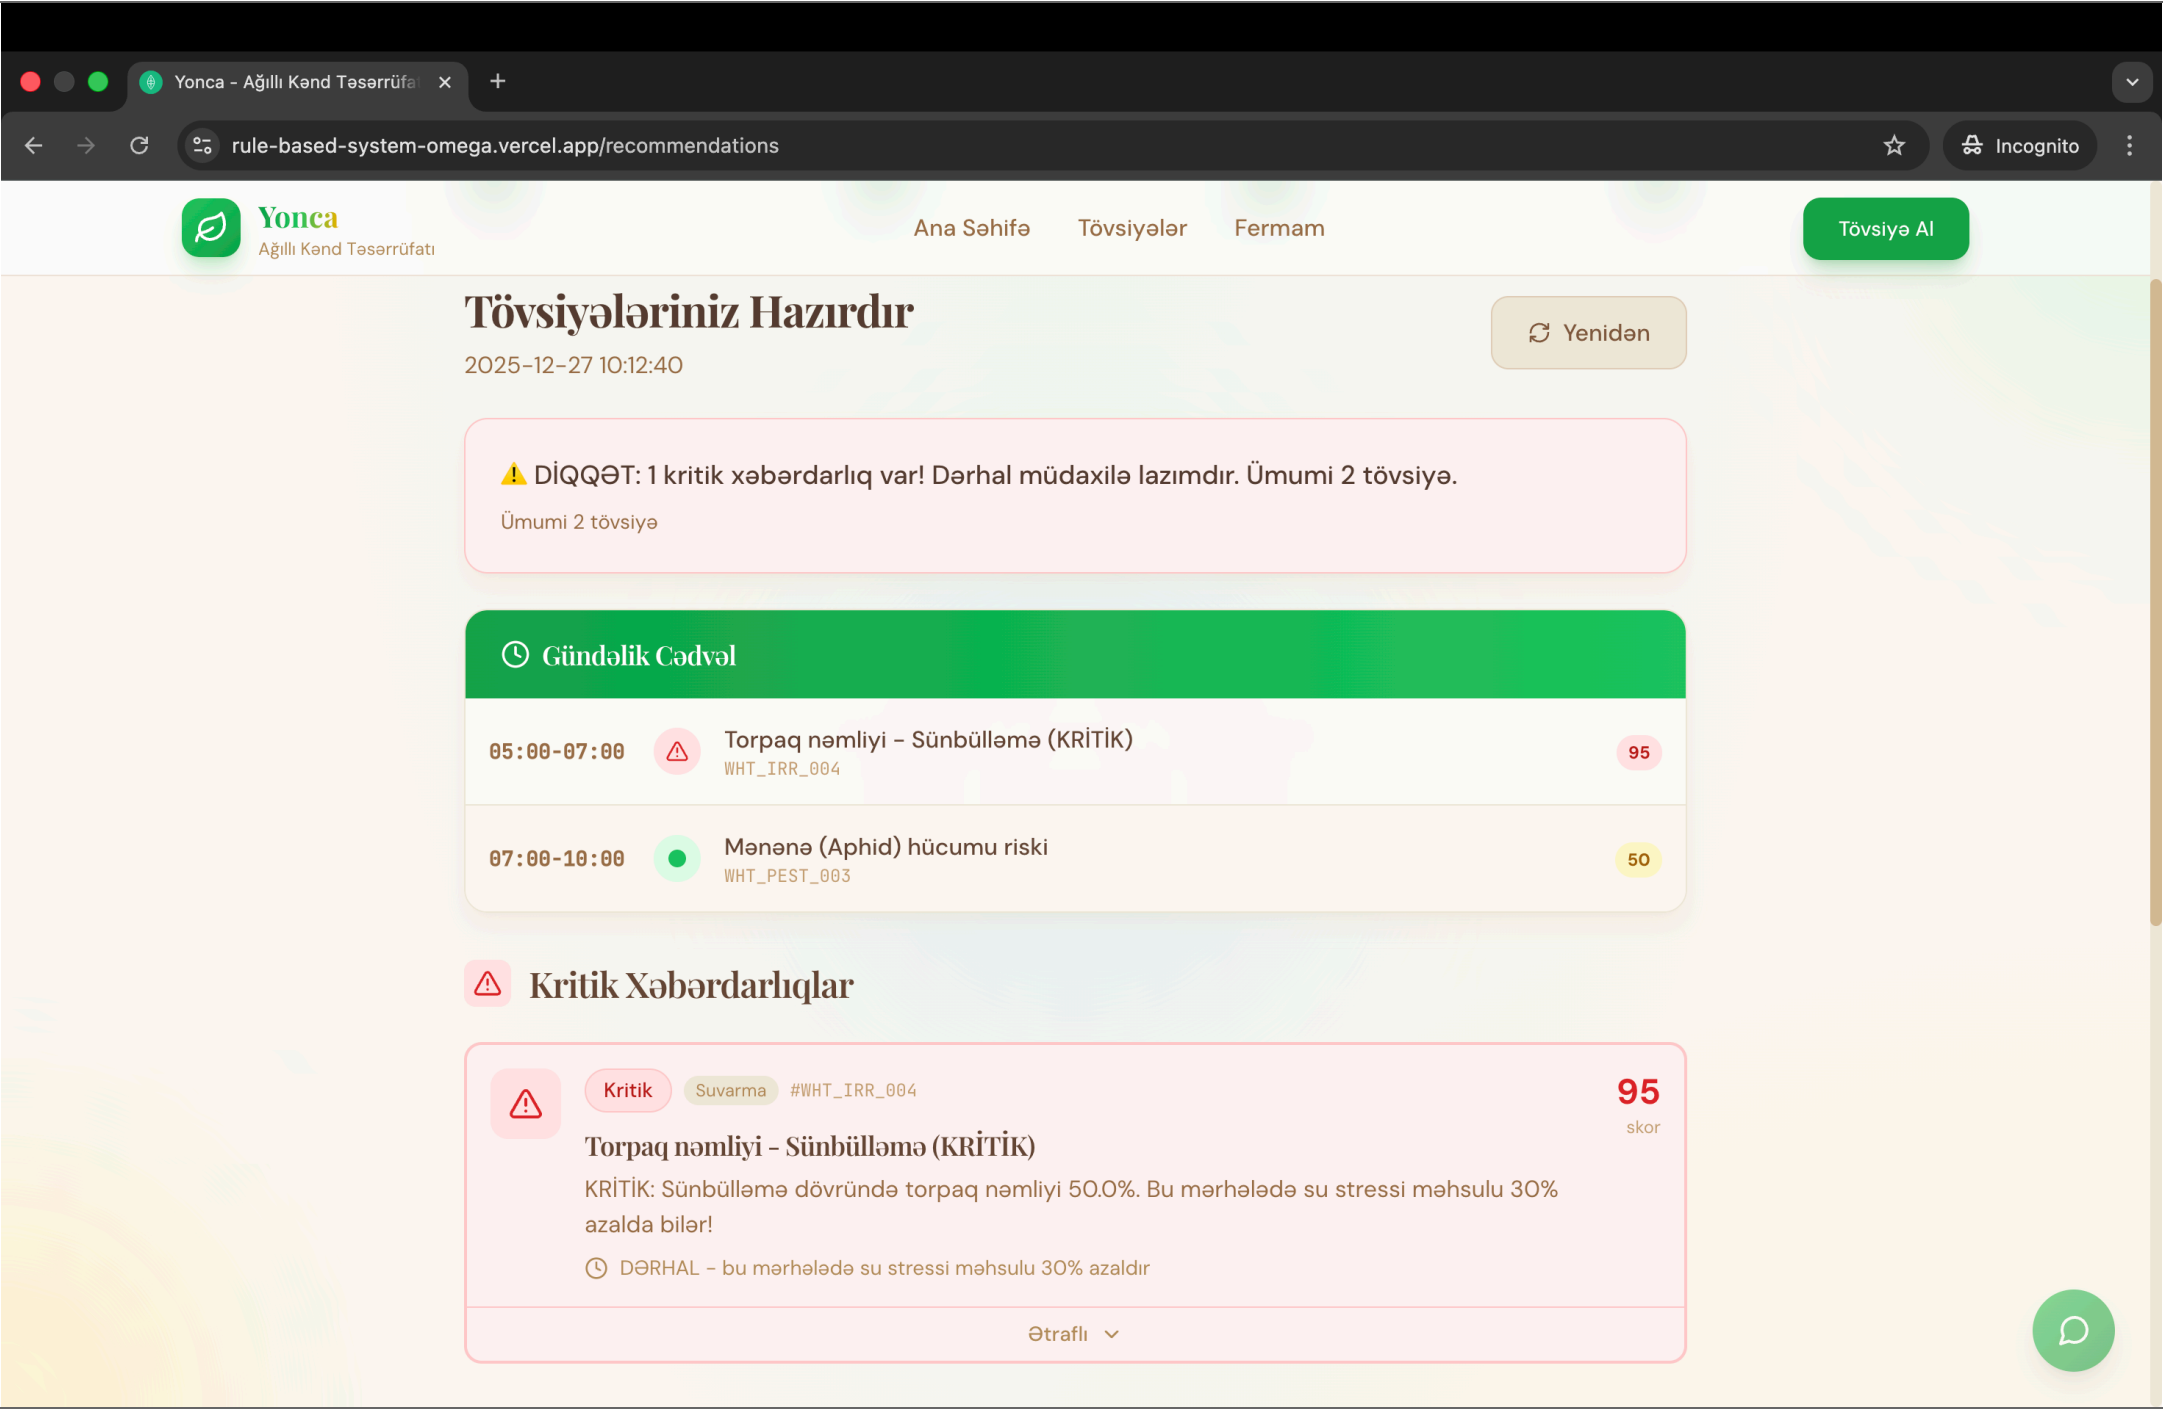 Yonca - Ağıllı Kənd Təsərrüfa
rule-based-system-omega.vercel.app/recommendations
Incognito
Yonca
Ağıllı Kənd Təsərrüfatı
Ana Səhifə
Tövsiyələr
Fermam
Tövsiyə Al
Tövsiyələriniz Hazırdır
2025-12-27 10:12:40
Yenidən
DİQQƏT: 1 kritik xəbərdarlıq var! Dərhal müdaxilə lazımdır. Ümumi 2 tövsiyə.
Ümumi 2 tövsiyə
Gündəlik Cədvəl
05:00-07:00
Torpaq nəmliyi - Sünbülləmə (KRİTİK)
WHT_IRR_004
95
07:00-10:00
Mənənə (Aphid) hücumu riski
WHT_PEST_003
50
Kritik Xəbərdarlıqlar
Kritik
Suvarma
#WHT_IRR_004
95
skor
Torpaq nəmliyi - Sünbülləmə (KRİTİK)
KRİTİK: Sünbülləmə dövründə torpaq nəmliyi 50.0%. Bu mərhələdə su stressi məhsulu 30%
azalda bilər!
DƏRHAL - bu mərhələdə su stressi məhsulu 30% azaldır
Ətraflı